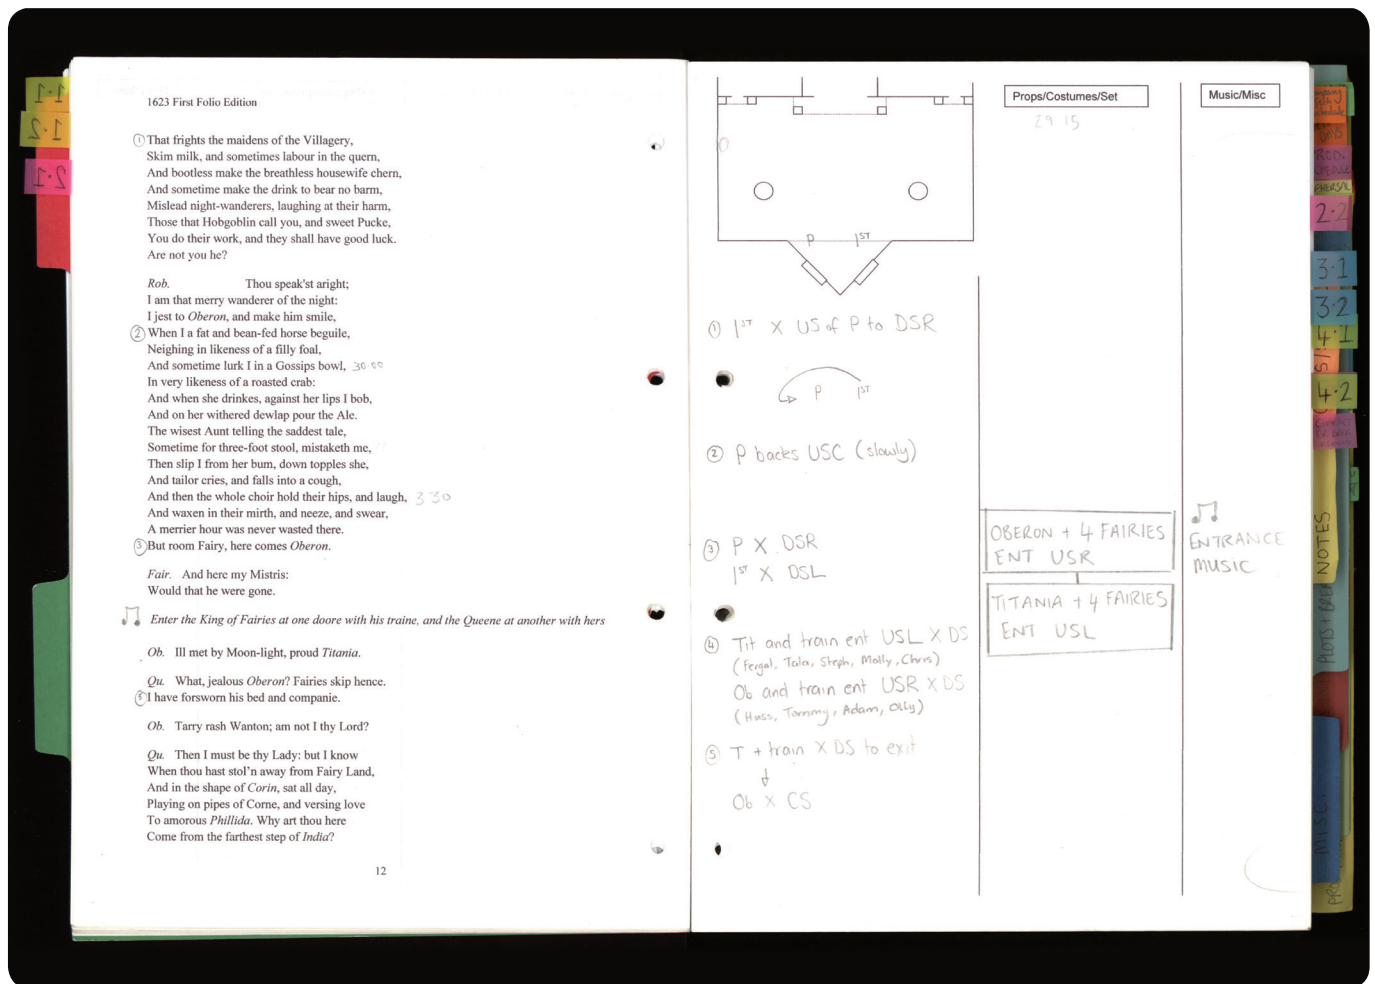 1623 First Folio Edition
① That frights the maidens of the Villagery,
Skim milk, and sometimes labour in the quern,
And bootless make the breathless housewife chern,
And sometime make the drink to bear no barm,
Mislead night-wanderers, laughing at their harm,
Those that Hobgoblin call you, and sweet Pucke,
You do their work, and they shall have good luck.
Are not you he?
Rob. Thou speak'st aright;
I am that merry wanderer of the night:
I jest to Oberon, and make him smile,
② When I a fat and bean-fed horse beguile,
Neighing in likeness of a filly foal,
And sometime lurk I in a Gossips bowl, 30 00
In very likeness of a roasted crab:
And when she drinkes, against her lips I bob,
And on her withered dewlap pour the Ale.
The wisest Aunt telling the saddest tale,
Sometime for three-foot stool, mistaketh me,
Then slip I from her bum, down topples she,
And tailor cries, and falls into a cough,
And then the whole choir hold their hips, and laugh, 3 30
And waxen in their mirth, and neeze, and swear,
A merrier hour was never wasted there.
③ But room Fairy, here comes Oberon.
Fair. And here my Mistris:
Would that he were gone.
Enter the King of Fairies at one doore with his traine, and the Queene at another with hers
Ob. Ill met by Moon-light, proud Titania.
Qu. What, jealous Oberon? Fairies skip hence.
⑤ I have forsworn his bed and companie.
Ob. Tarry rash Wanton; am not I thy Lord?
Qu. Then I must be thy Lady: but I know
When thou hast stol'n away from Fairy Land,
And in the shape of Corin, sat all day,
Playing on pipes of Corne, and versing love
To amorous Phillida. Why art thou here
Come from the farthest step of India?
12
P 1ST
① 1ST X US of P to DSR
P 1ST
② P backs USC (slowly)
③ P X DSR
1ST X DSL
④ Tit and train ent USL X DS
(Fergal, Tala, Steph, Molly, Chris)
Ob and train ent USR X DS
(Huss, Tommy, Adam, Olly)
⑤ T + train X DS to exit
Ob X CS
Props/Costumes/Set
29 15
OBERON + 4 FAIRIES
ENT USR
TITANIA + 4 FAIRIES
ENT USL
Music/Misc
ENTRANCE
MUSIC
1·1
1·2
2·1
2·2
3·1
3·2
4·1
4·2
NOTES
PLOTS +
MISC.